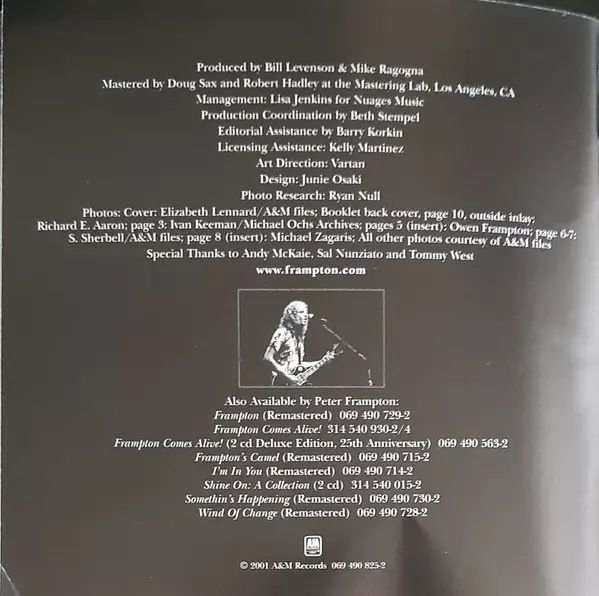 Produced by Bill Levenson & Mike Ragogna
Mastered by Doug Sax and Robert Hadley at the Mastering Lab, Los Angeles, CA
Management: Lisa Jenkins for Nuages Music
Production Coordination by Beth Stempel
Editorial Assistance by Barry Korkin
Licensing Assistance: Kelly Martinez
Art Direction: Vartan
Design: Junie Osaki
Photo Research: Ryan Null
Photos: Cover: Elizabeth Lennard/A&M files; Booklet back cover, page 10, outside inlay:
Richard E. Aaron; page 3: Ivan Keeman/Michael Ochs Archives; pages 5 (insert): Owen Frampton; page 6-7:
S. Sherbell/A&M files; page 8 (insert): Michael Zagaris; All other photos courtesy of A&M files
Special Thanks to Andy McKaie, Sal Nunziato and Tommy West
www.frampton.com
Also Available by Peter Frampton:
Frampton (Remastered) 069 490 729-2
Frampton Comes Alive! 314 540 930-2/4
Frampton Comes Alive! (2 cd Deluxe Edition, 25th Anniversary) 069 490 563-2
Frampton's Camel (Remastered) 069 490 715-2
I'm In You (Remastered) 069 490 714-2
Shine On: A Collection (2 cd) 314 540 015-2
Somethin's Happening (Remastered) 069 490 730-2
Wind Of Change (Remastered) 069 490 728-2
A&M
© 2001 A&M Records 069 490 825-2